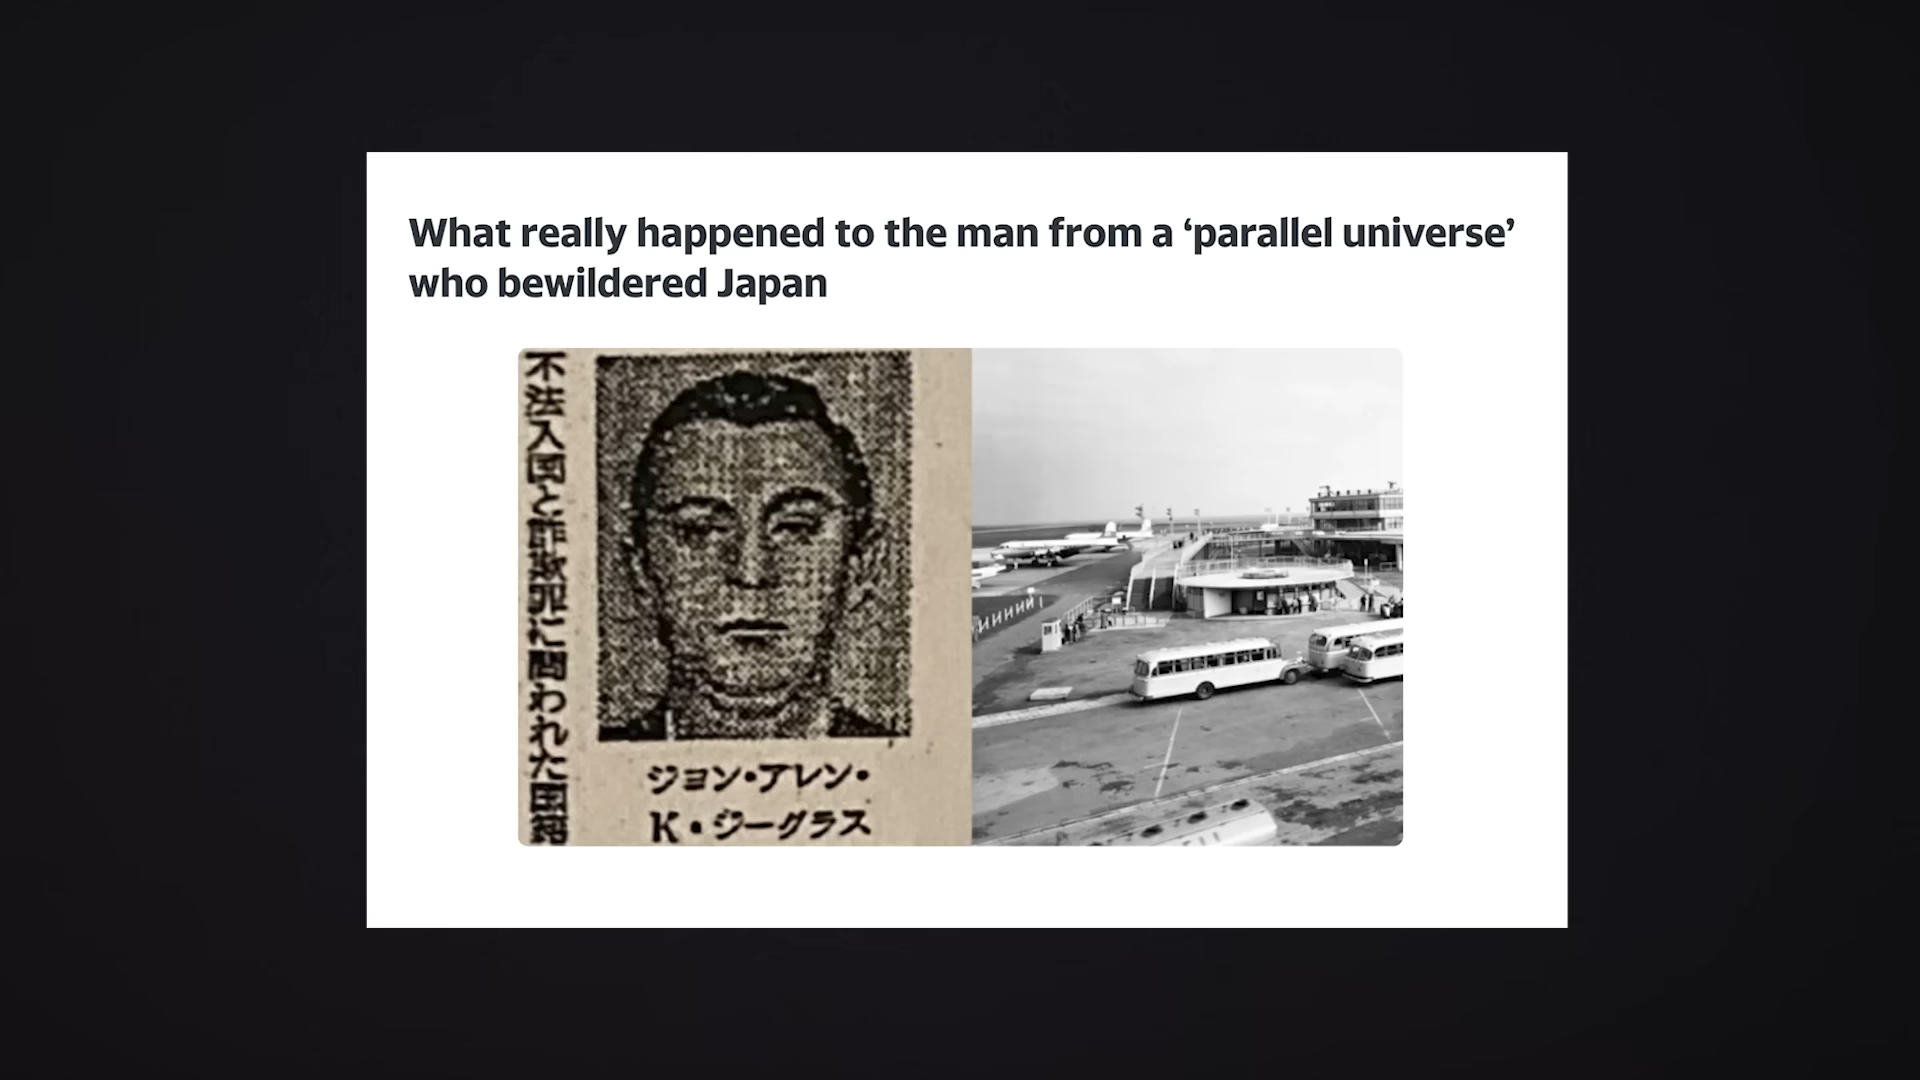 What really happened to the man from a ‘parallel universe’
who bewildered Japan
不法入国と詐欺罪に問われた国籍
ジョン・アレン・
K・ジーグラス